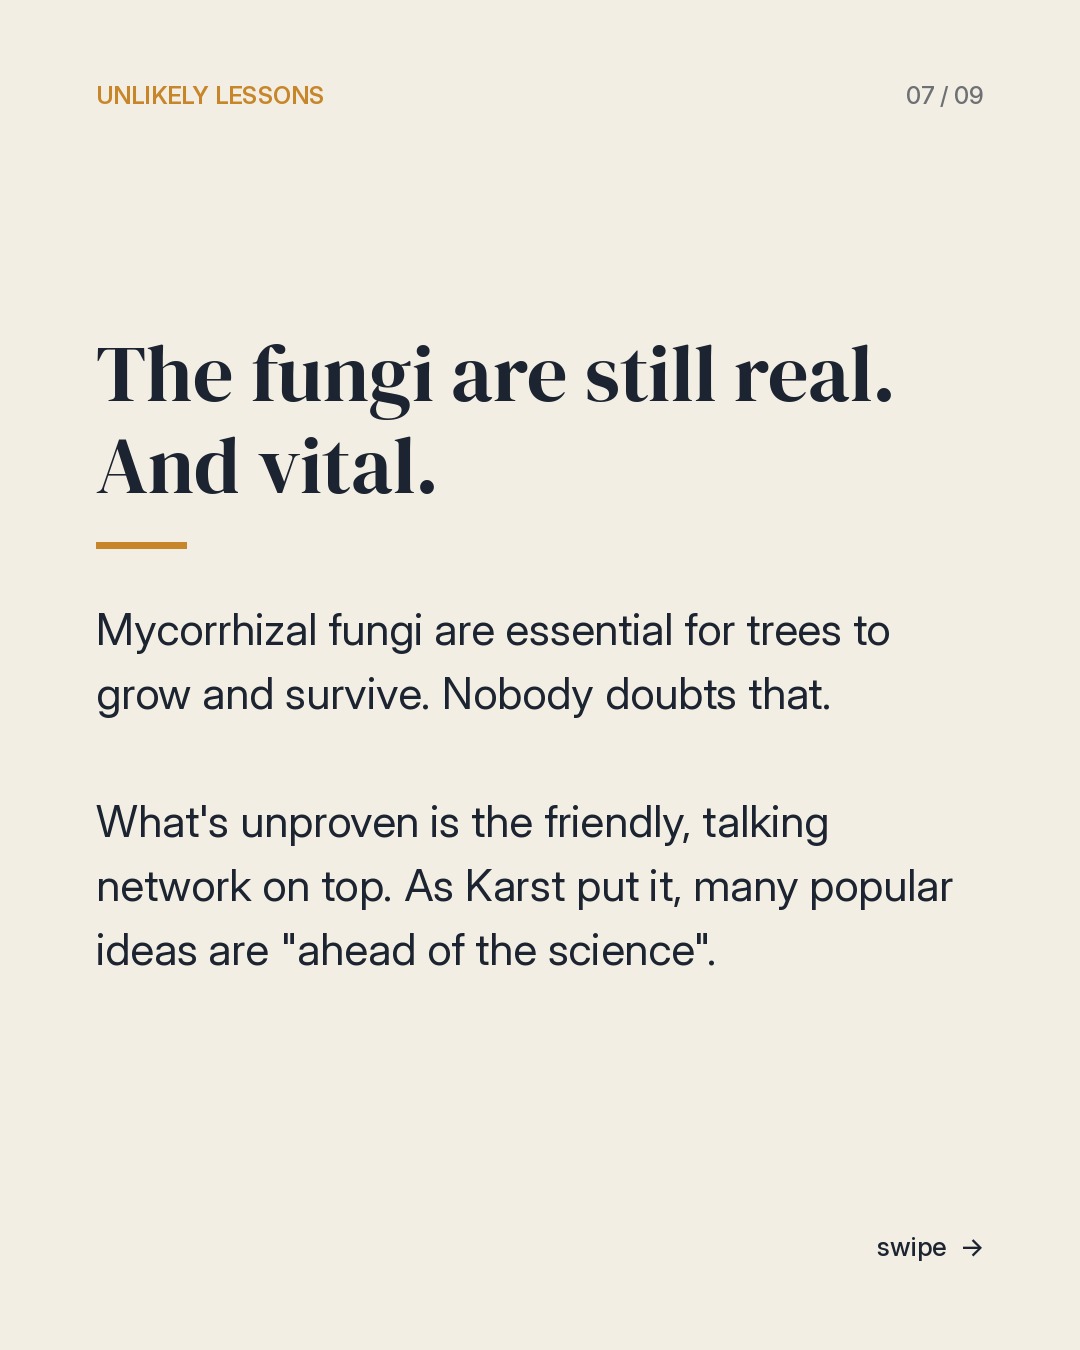 UNLIKELY LESSONS
07 / 09
The fungi are still real.
And vital.
Mycorrhizal fungi are essential for trees to
grow and survive. Nobody doubts that.
What's unproven is the friendly, talking
network on top. As Karst put it, many popular
ideas are "ahead of the science".
swipe →